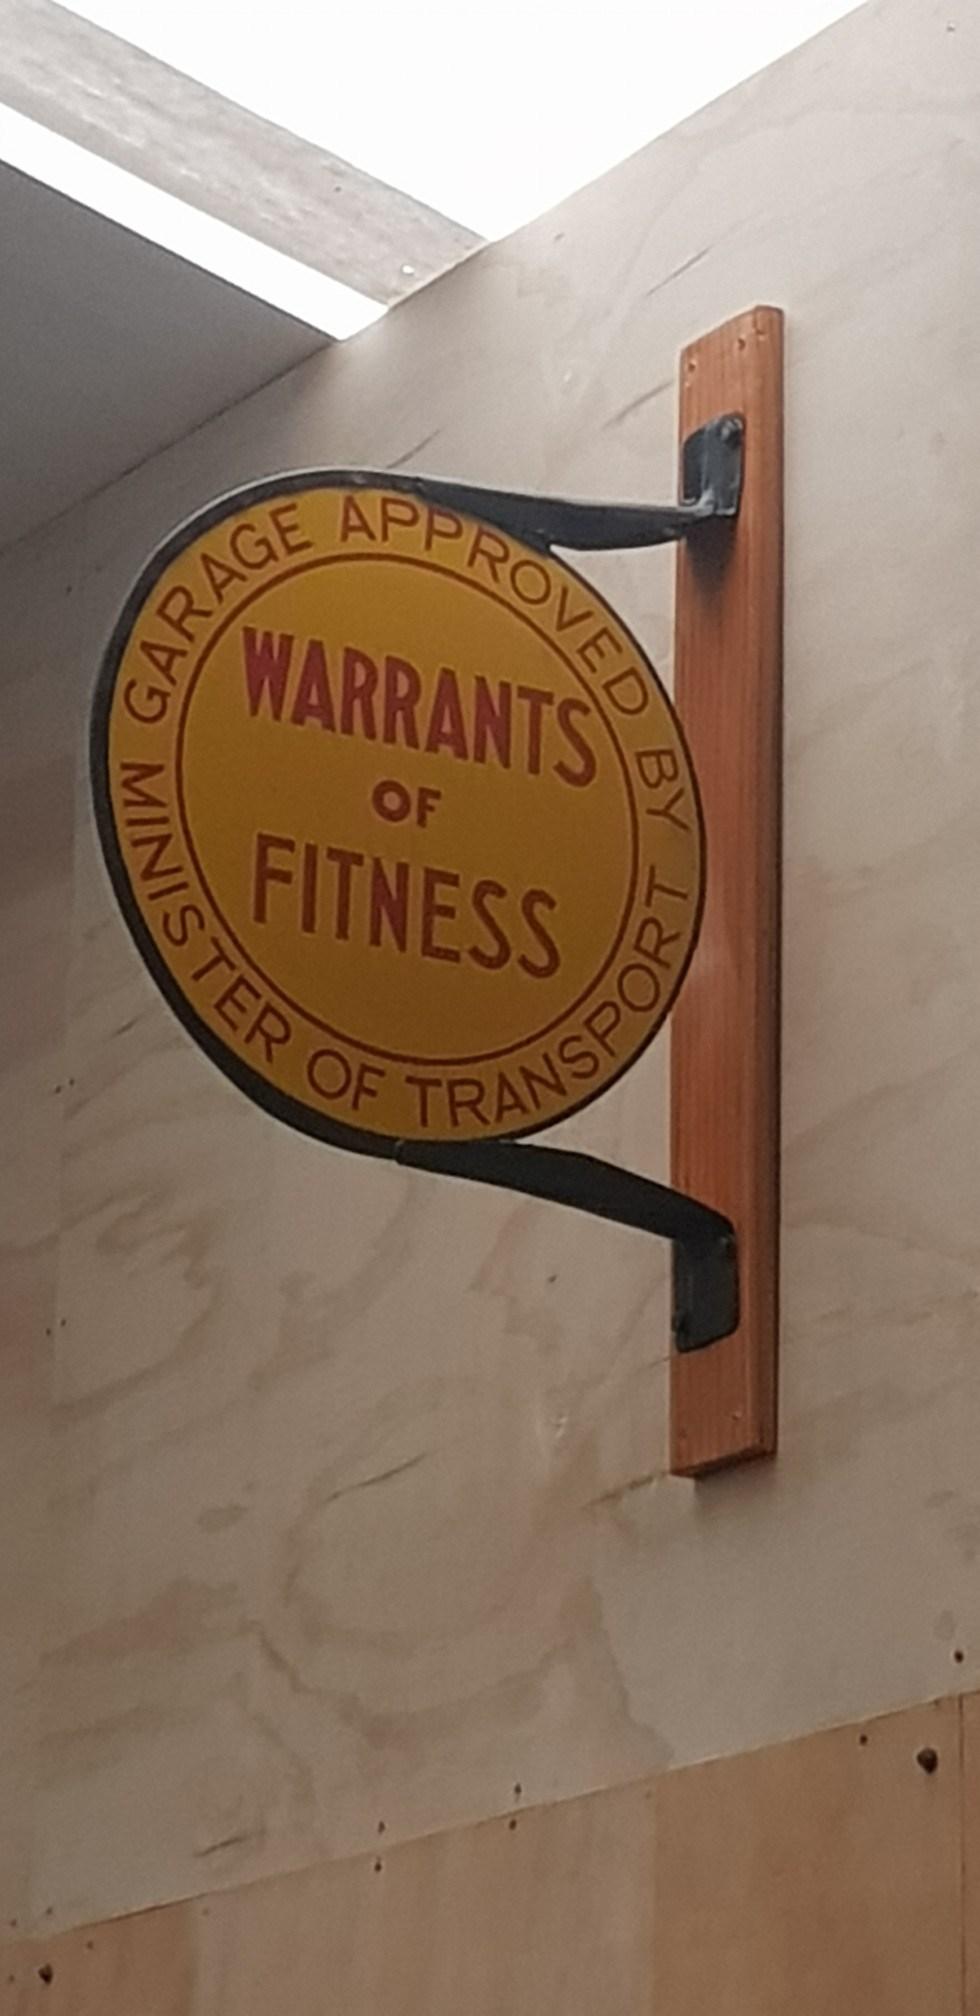 GARAGE APPROVED BY
MINISTER OF TRANSPORT
WARRANTS
OF
FITNESS